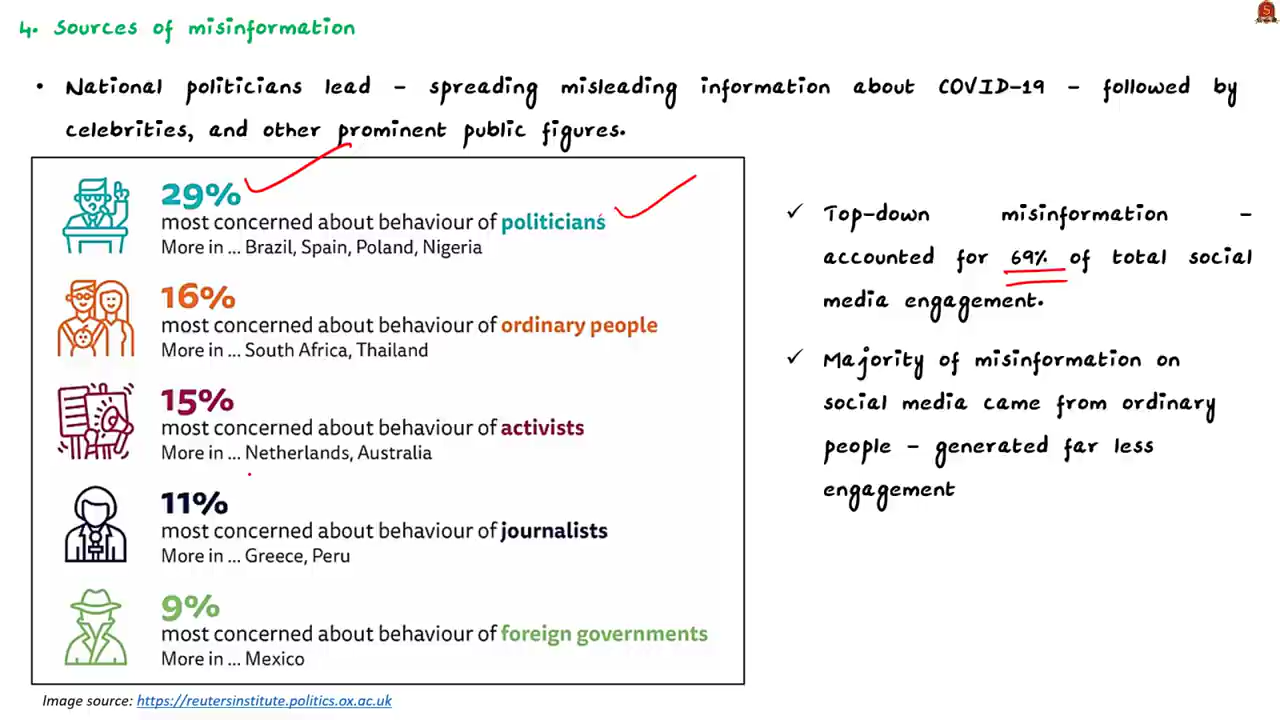 4. Sources of misinformation
• National politicians lead – spreading misleading information about COVID-19 – followed by
celebrities, and other prominent public figures.
29%
most concerned about behaviour of politicians
More in ... Brazil, Spain, Poland, Nigeria
16%
most concerned about behaviour of ordinary people
More in ... South Africa, Thailand
15%
most concerned about behaviour of activists
More in ... Netherlands, Australia
11%
most concerned about behaviour of journalists
More in ... Greece, Peru
9%
most concerned about behaviour of foreign governments
More in ... Mexico
Image source: https://reutersinstitute.politics.ox.ac.uk
✓ Top-down misinformation –
accounted for 69% of total social
media engagement.
✓ Majority of misinformation on
social media came from ordinary
people – generated far less
engagement
S